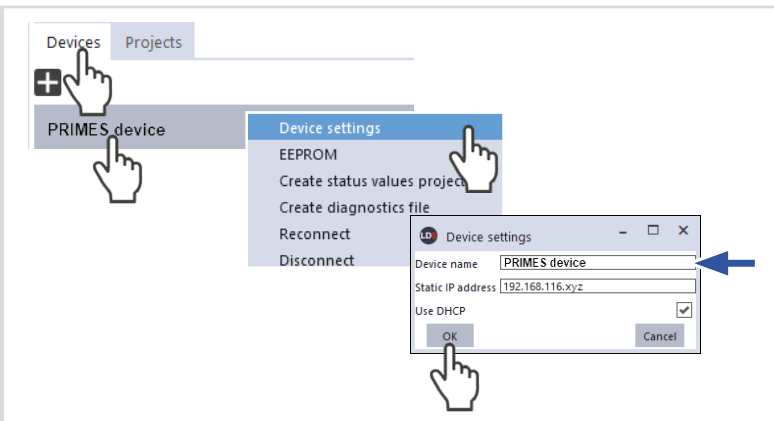 Devices Projects
PRIMES device
Device settings
EEPROM
Create status values project
Create diagnostics file
Reconnect
Disconnect
LD
Device settings
Device name PRIMES device
Static IP address 192.168.116.xyz
Use DHCP
OK Cancel